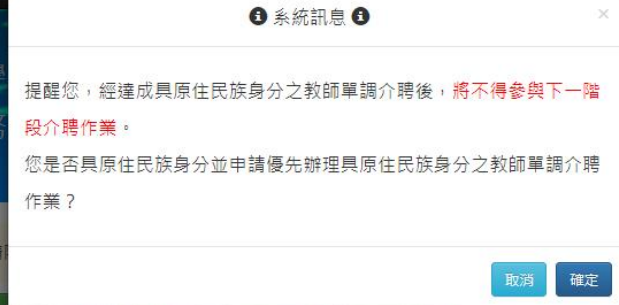 系統訊息
×
提醒您，經達成具原住民族身分之教師單調介聘後，將不得參與下一階
段介聘作業。
您是否具原住民族身分並申請優先辦理具原住民族身分之教師單調介聘
作業？
取消 確定